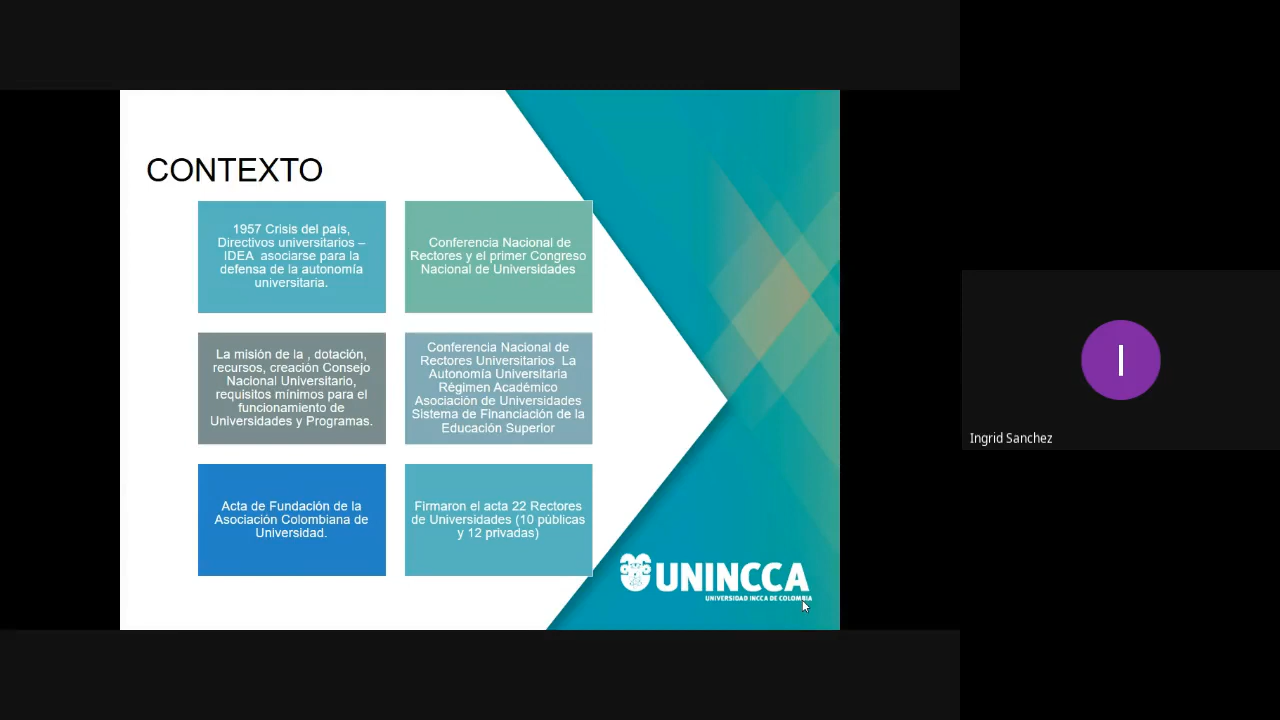 CONTEXTO
1957 Crisis del país,
Directivos universitarios –
IDEA asociarse para la
defensa de la autonomía
universitaria.
Conferencia Nacional de
Rectores y el primer Congreso
Nacional de Universidades
La misión de la , dotación,
recursos, creación Consejo
Nacional Universitario,
requisitos mínimos para el
funcionamiento de
Universidades y Programas.
Conferencia Nacional de
Rectores Universitarios La
Autonomía Universitaria
Régimen Académico
Asociación de Universidades
Sistema de Financiación de la
Educación Superior
Acta de Fundación de la
Asociación Colombiana de
Universidad.
Firmaron el acta 22 Rectores
de Universidades (10 públicas
y 12 privadas)
UNINCCA
UNIVERSIDAD INCCA DE COLOMBIA
I
Ingrid Sanchez